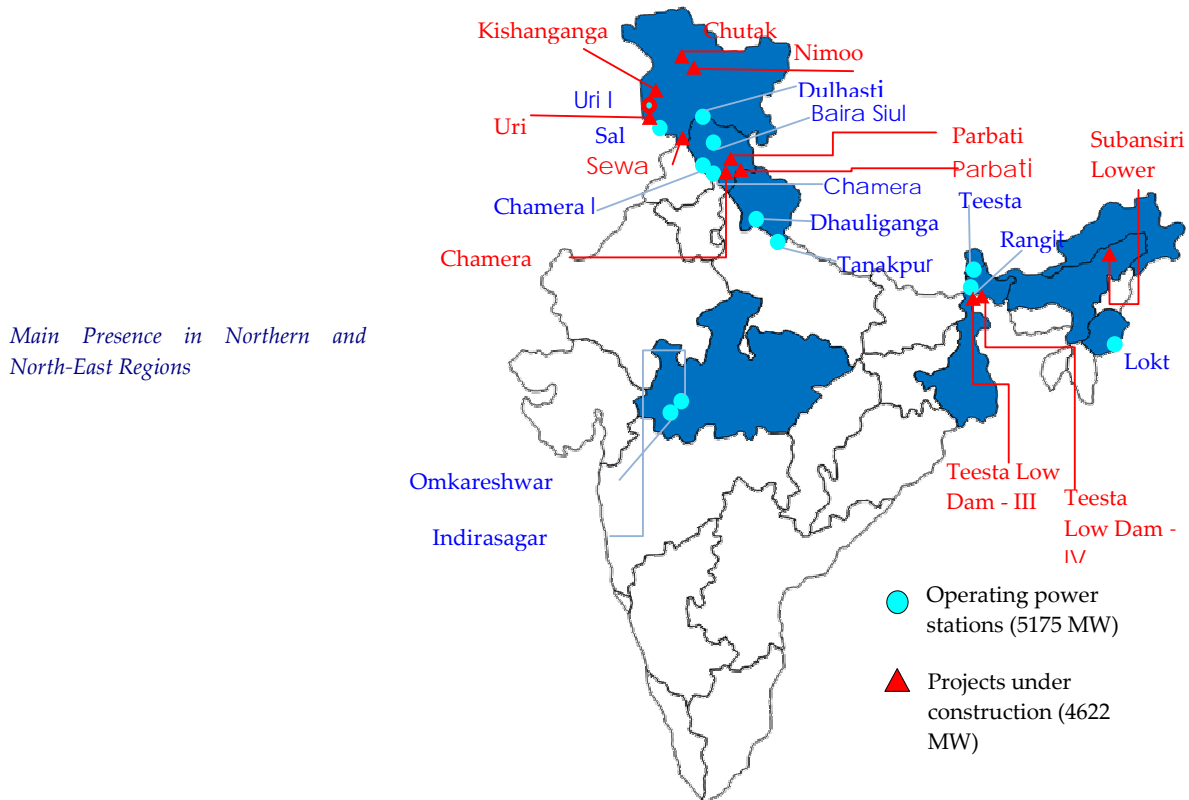 Kishanganga
Chutak
Nimoo
Dulhasti
Uri I
Baira Siul
Uri
Sal
Parbati
Subansiri
Lower
Sewa
Parbati
Chamera
Teesta
Chamera I
Dhauliganga
Rangit
Chamera
Tanakpur
Main Presence in Northern and
North-East Regions
Lokt
Omkareshwar
Teesta Low
Dam - III
Teesta
Low Dam -
IV
Indirasagar
Operating power
stations (5175 MW)
Projects under
construction (4622
MW)